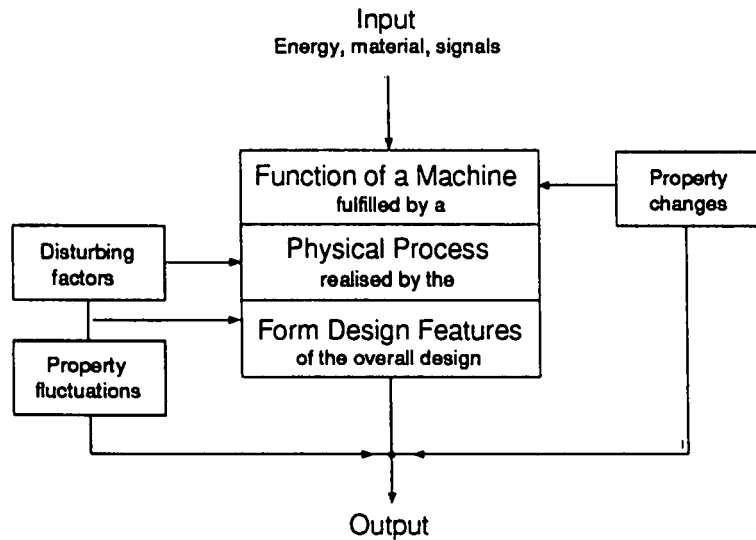 Input
Energy, material, signals
Function of a Machine
fulfilled by a
Property
changes
Disturbing
factors
Physical Process
realised by the
Form Design Features
of the overall design
Property
fluctuations
Output